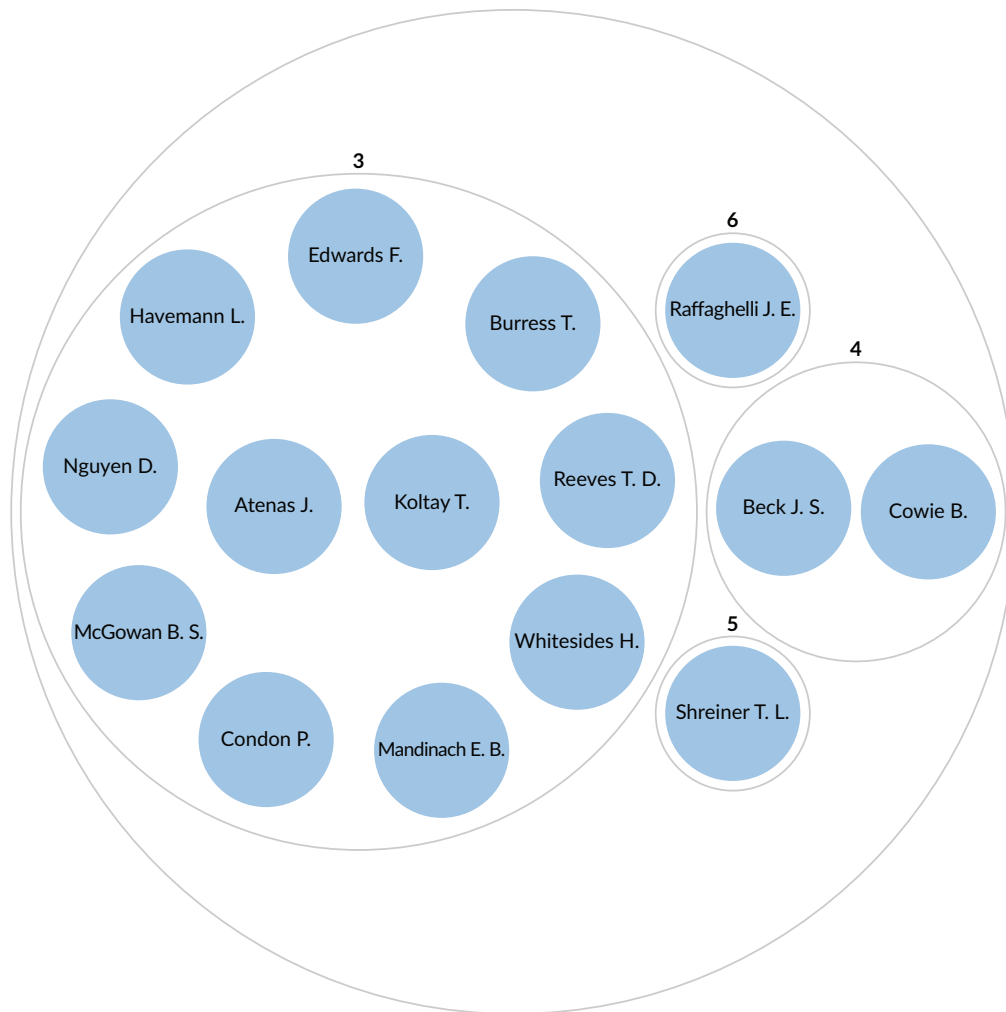 3
Edwards F.
Havemann L.
Burress T.
Nguyen D.
Atenas J.
Koltay T.
Reeves T. D.
McGowan B. S.
Whitesides H.
Condon P.
Mandinach E. B.
6
Raffaghelli J. E.
4
Beck J. S.
Cowie B.
5
Shreiner T. L.